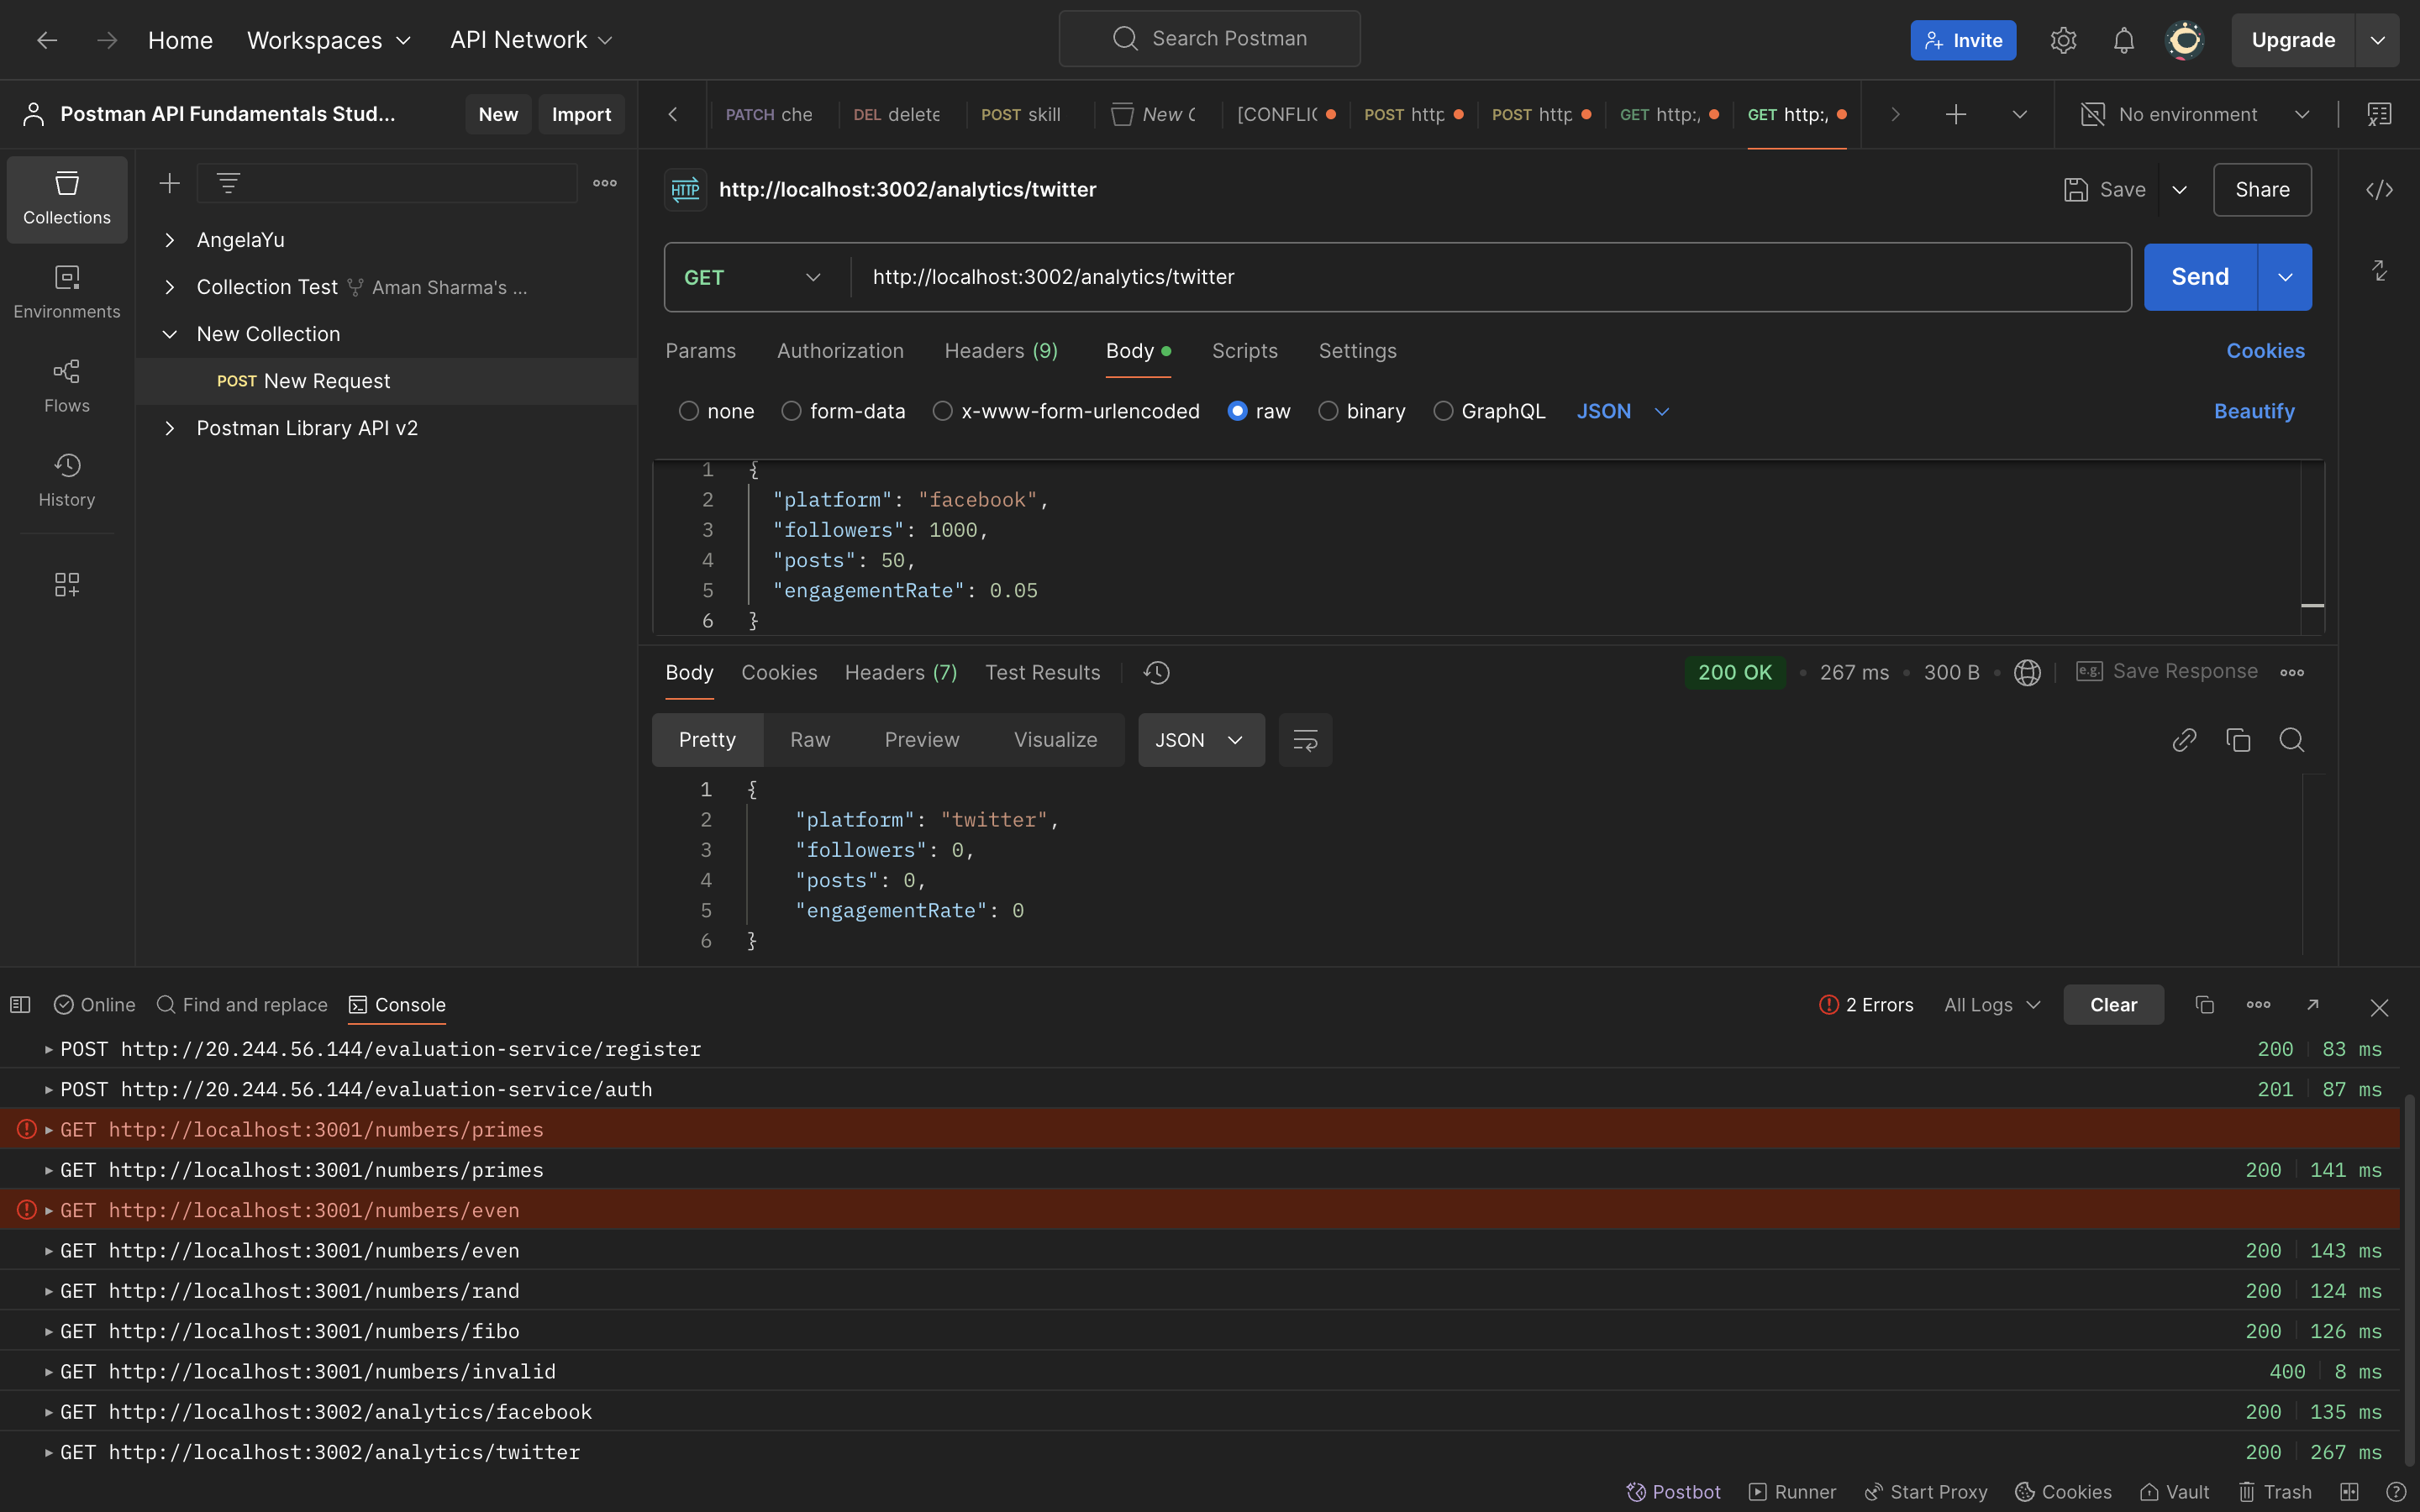 Home Workspaces API Network Search Postman Invite Upgrade
Postman API Fundamentals Stud... New Import
PATCH che DEL delete POST skill New C [CONFLIC POST http POST http GET http:/ GET http:/ No environment
Collections
Environments
Flows
History
AngelaYu
Collection Test Aman Sharma's ...
New Collection
POST New Request
Postman Library API v2
HTTP http://localhost:3002/analytics/twitter Save Share
GET http://localhost:3002/analytics/twitter Send
Params Authorization Headers (9) Body Scripts Settings Cookies
none form-data x-www-form-urlencoded raw binary GraphQL JSON Beautify
1 {
2 "platform": "facebook",
3 "followers": 1000,
4 "posts": 50,
5 "engagementRate": 0.05
6 }
Body Cookies Headers (7) Test Results 200 OK • 267 ms • 300 B • e.g. Save Response
Pretty Raw Preview Visualize JSON
1 {
2 "platform": "twitter",
3 "followers": 0,
4 "posts": 0,
5 "engagementRate": 0
6 }
Online Find and replace Console 2 Errors All Logs Clear
POST http://20.244.56.144/evaluation-service/register 200 83 ms
POST http://20.244.56.144/evaluation-service/auth 201 87 ms
GET http://localhost:3001/numbers/primes
GET http://localhost:3001/numbers/primes 200 141 ms
GET http://localhost:3001/numbers/even
GET http://localhost:3001/numbers/even 200 143 ms
GET http://localhost:3001/numbers/rand 200 124 ms
GET http://localhost:3001/numbers/fibo 200 126 ms
GET http://localhost:3001/numbers/invalid 400 8 ms
GET http://localhost:3002/analytics/facebook 200 135 ms
GET http://localhost:3002/analytics/twitter 200 267 ms
Postbot Runner Start Proxy Cookies Vault Trash